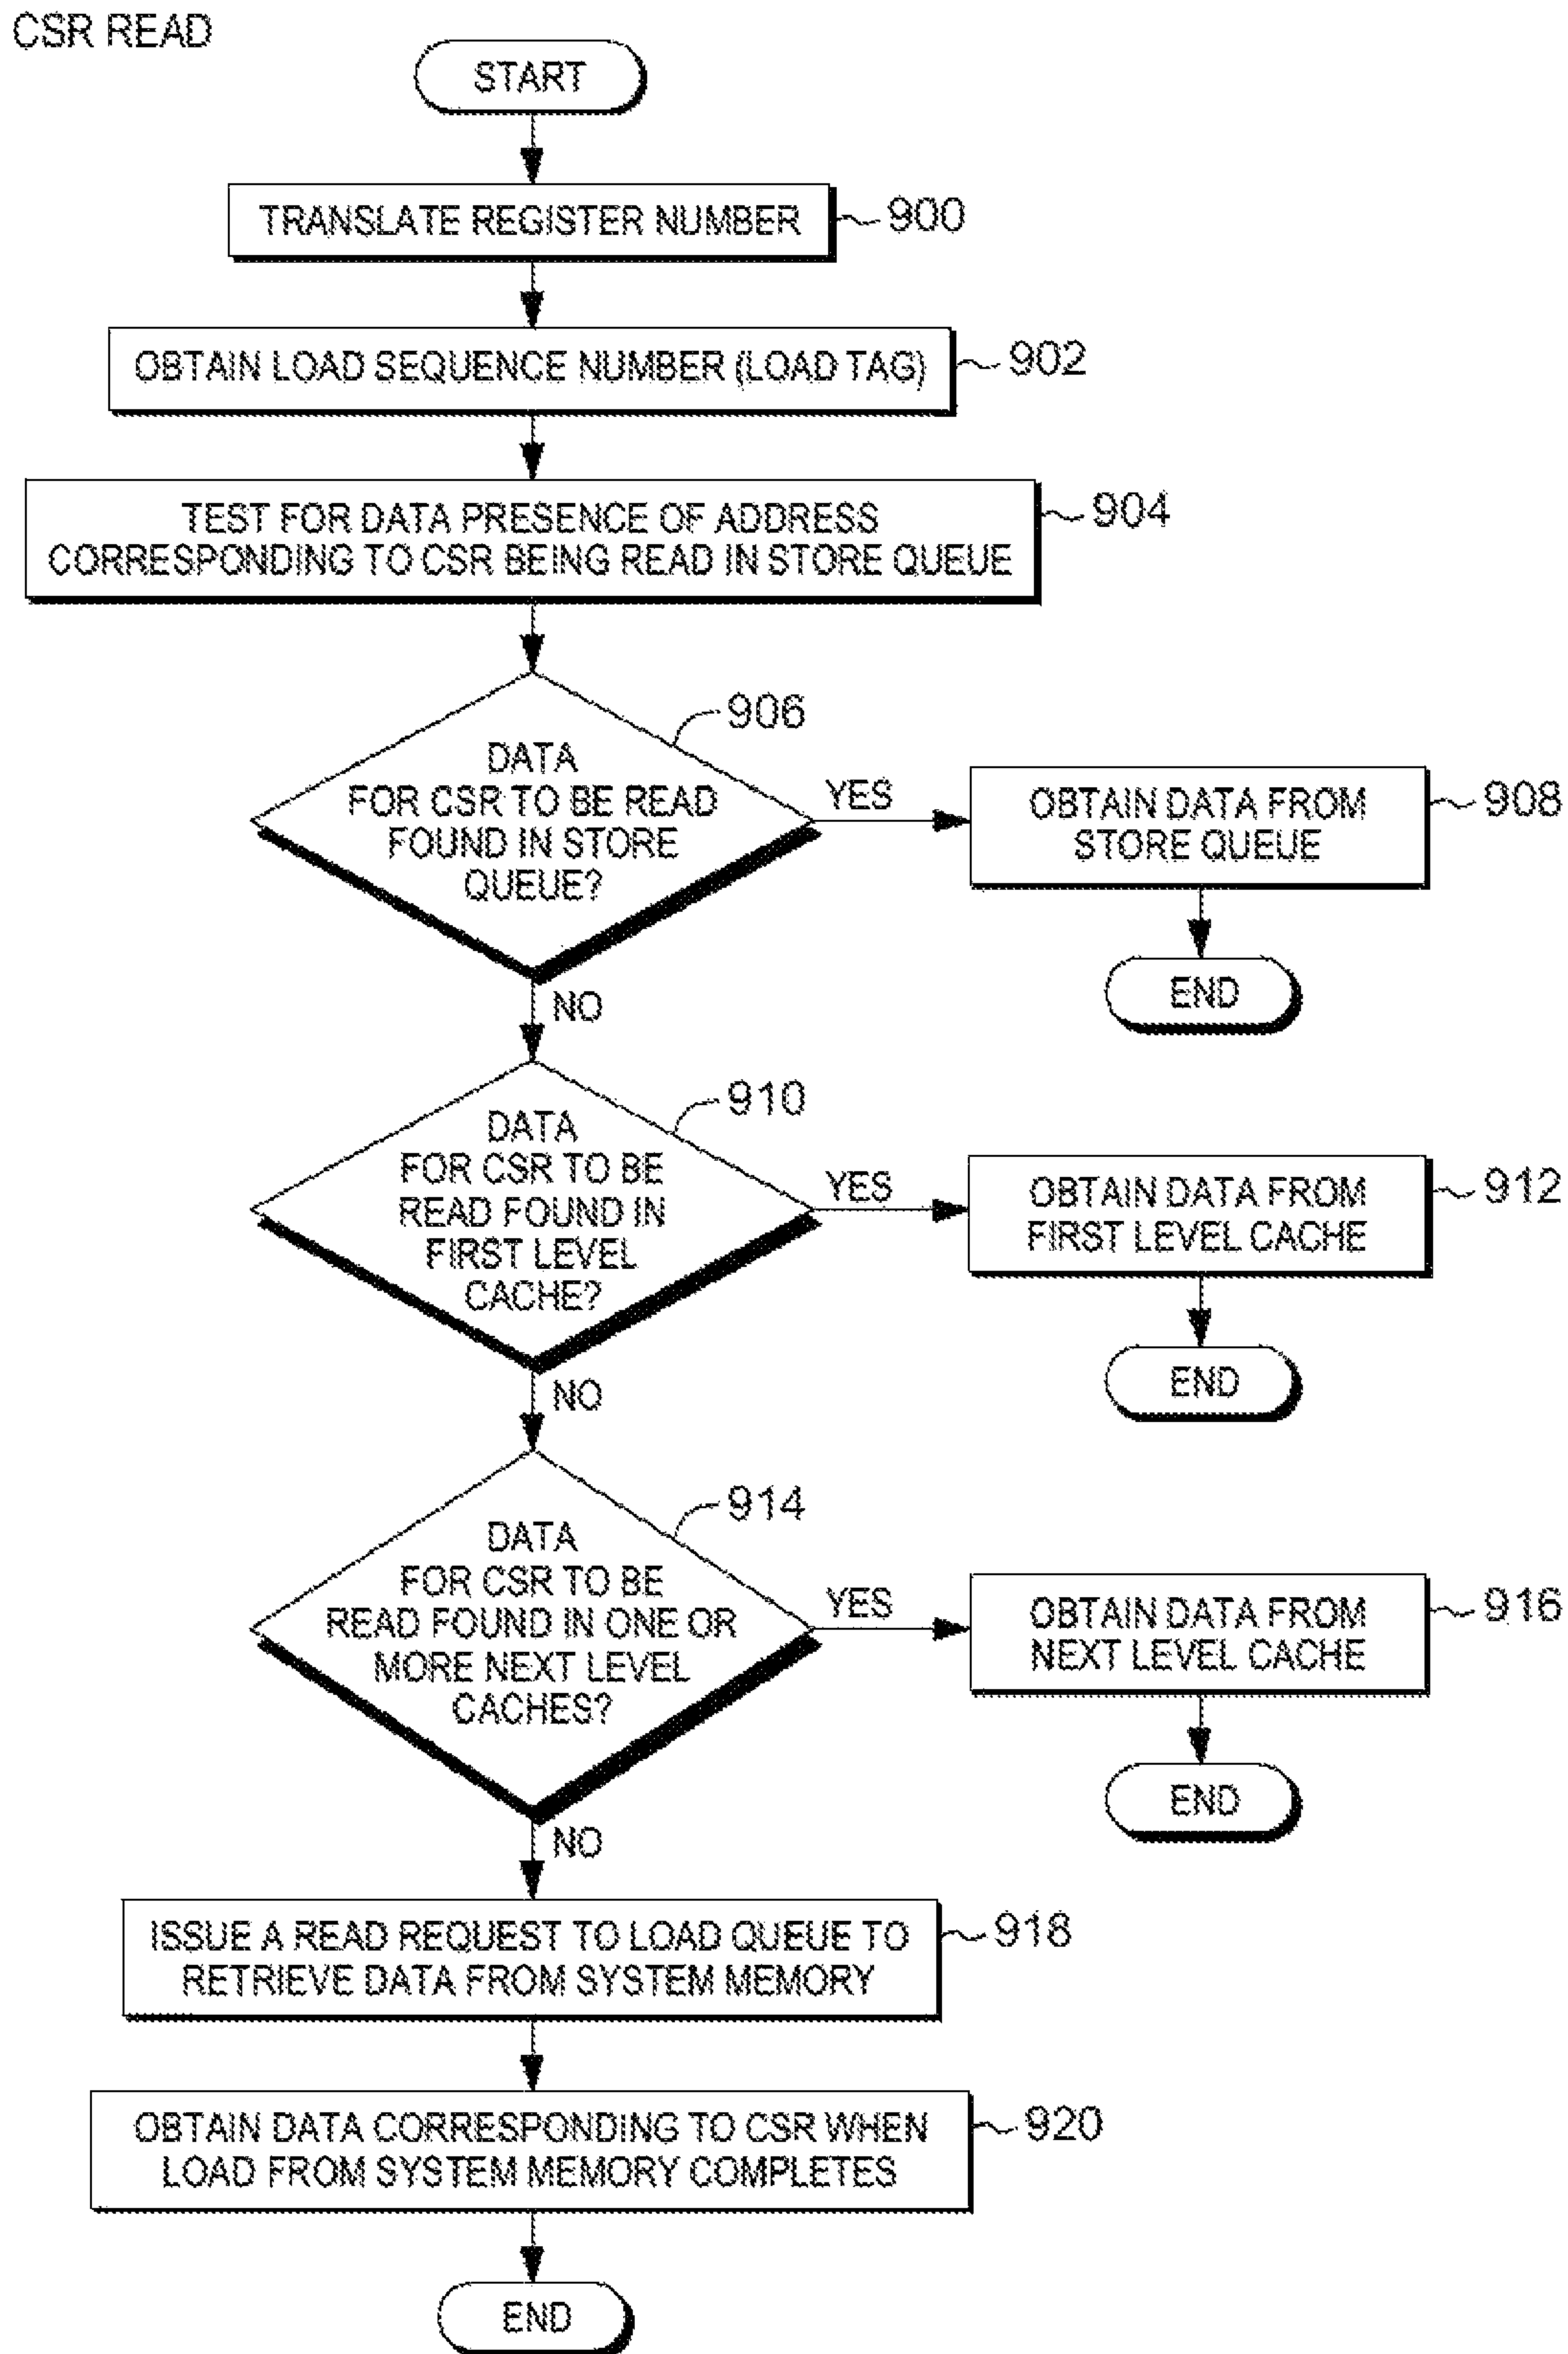 CSR READ
START
TRANSLATE REGISTER NUMBER
900
OBTAIN LOAD SEQUENCE NUMBER (LOAD TAG)
902
TEST FOR DATA PRESENCE OF ADDRESS
CORRESPONDING TO CSR BEING READ IN STORE QUEUE
904
906
DATA
FOR CSR TO BE READ
FOUND IN STORE
QUEUE?
YES
OBTAIN DATA FROM
STORE QUEUE
908
END
NO
910
DATA
FOR CSR TO BE
READ FOUND IN
FIRST LEVEL
CACHE?
YES
OBTAIN DATA FROM
FIRST LEVEL CACHE
912
END
NO
914
DATA
FOR CSR TO BE
READ FOUND IN ONE OR
MORE NEXT LEVEL
CACHES?
YES
OBTAIN DATA FROM
NEXT LEVEL CACHE
916
END
NO
ISSUE A READ REQUEST TO LOAD QUEUE TO
RETRIEVE DATA FROM SYSTEM MEMORY
918
OBTAIN DATA CORRESPONDING TO CSR WHEN
LOAD FROM SYSTEM MEMORY COMPLETES
920
END